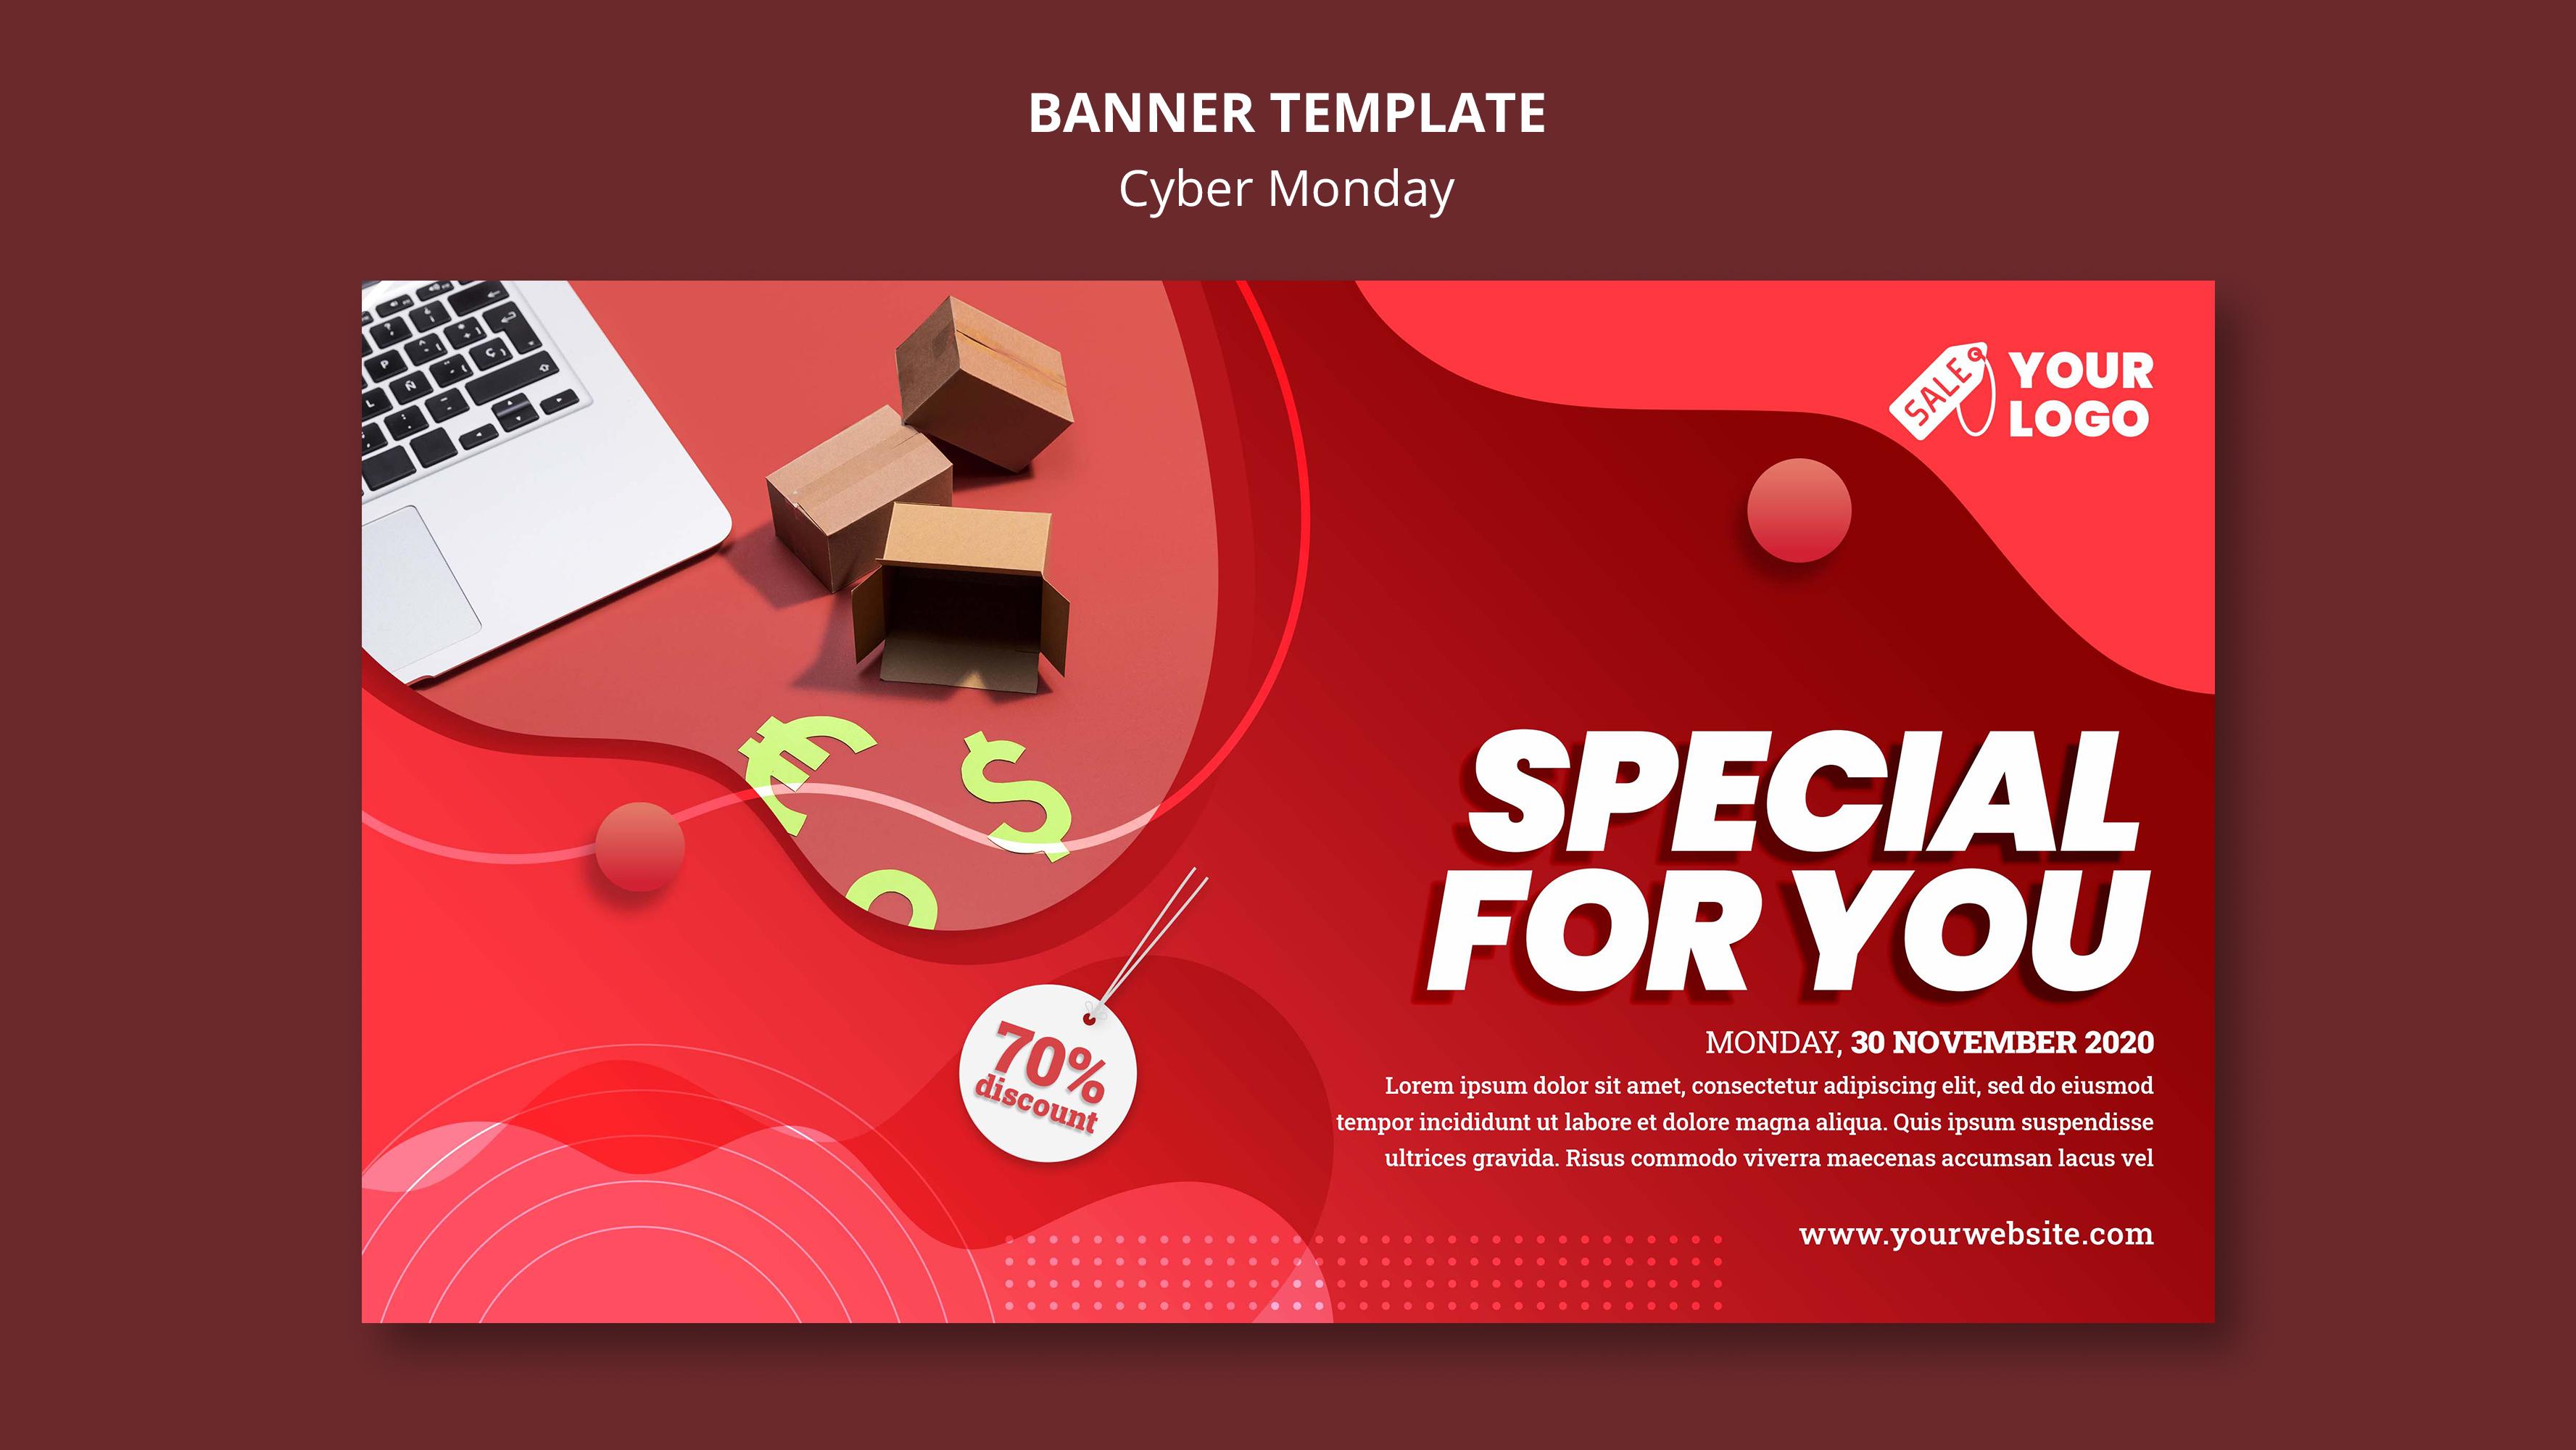 BANNER TEMPLATE
Cyber Monday
SALE
YOUR
LOGO
€
$
SPECIAL
FOR YOU
70%
discount
MONDAY, 30 NOVEMBER 2020
Lorem ipsum dolor sit amet, consectetur adipiscing elit, sed do eiusmod
tempor incididunt ut labore et dolore magna aliqua. Quis ipsum suspendisse
ultrices gravida. Risus commodo viverra maecenas accumsan lacus vel
www.yourwebsite.com